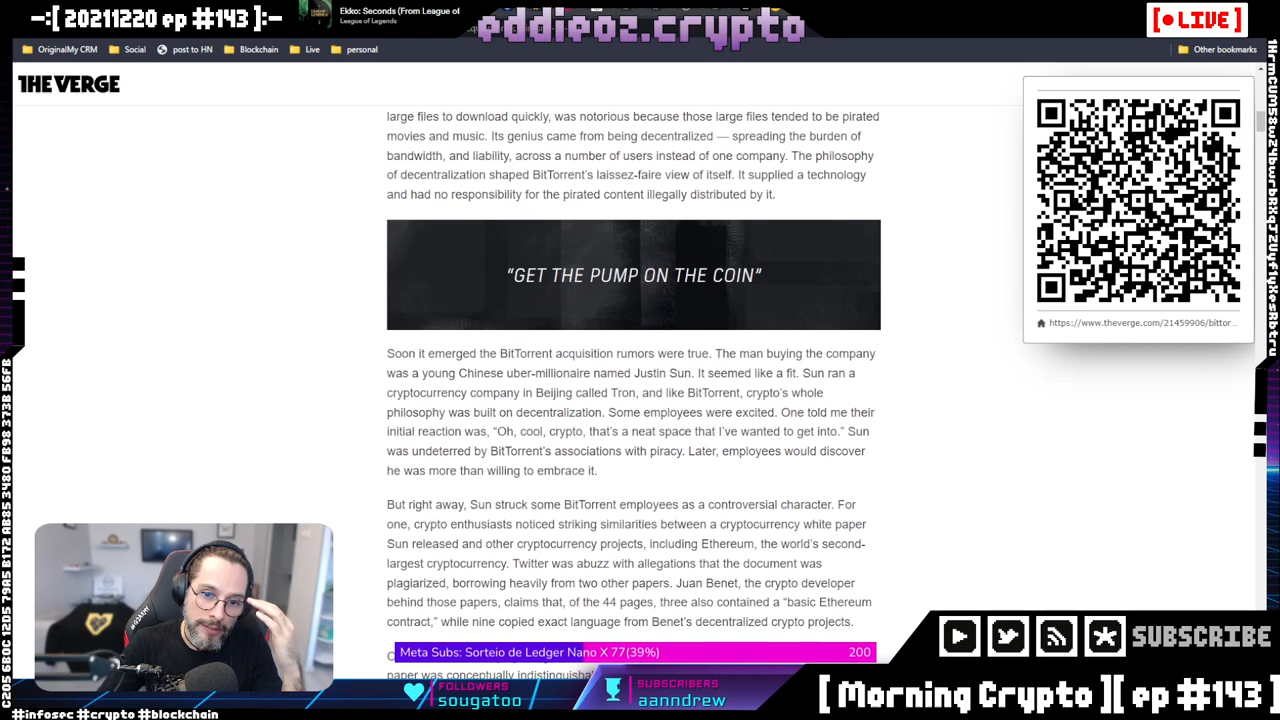 -:[ 20211220 ep #143 ]:-
Ekko: Seconds (From League of
League of Legends
eddieoz.crypto
[ LIVE ]
OriginalMy CRM
Social
post to HN
Blockchain
Live
personal
Other bookmarks
THE VERGE
large files to download quickly, was notorious because those large files tended to be pirated
movies and music. Its genius came from being decentralized — spreading the burden of
bandwidth, and liability, across a number of users instead of one company. The philosophy
of decentralization shaped BitTorrent’s laissez-faire view of itself. It supplied a technology
and had no responsibility for the pirated content illegally distributed by it.
“GET THE PUMP ON THE COIN”
https://www.theverge.com/21459906/bittor...
Soon it emerged the BitTorrent acquisition rumors were true. The man buying the company
was a young Chinese uber-millionaire named Justin Sun. It seemed like a fit. Sun ran a
cryptocurrency company in Beijing called Tron, and like BitTorrent, crypto’s whole
philosophy was built on decentralization. Some employees were excited. One told me their
initial reaction was, “Oh, cool, crypto, that’s a neat space that I’ve wanted to get into.” Sun
was undeterred by BitTorrent’s associations with piracy. Later, employees would discover
he was more than willing to embrace it.
But right away, Sun struck some BitTorrent employees as a controversial character. For
one, crypto enthusiasts noticed striking similarities between a cryptocurrency white paper
Sun released and other cryptocurrency projects, including Ethereum, the world’s second-
largest cryptocurrency. Twitter was abuzz with allegations that the document was
plagiarized, borrowing heavily from two other papers. Juan Benet, the crypto developer
behind those papers, claims that, of the 44 pages, three also contained a “basic Ethereum
contract,” while nine copied exact language from Benet’s decentralized crypto projects.
Meta Subs: Sorteio de Ledger Nano X 77(39%)
200
paper was conceptually indistinguishab
FOLLOWERS
sougatoo
SUBSCRIBERS
aanndrew
SUBSCRIBE
[ Morning Crypto ][ ep #143 ]
#infosec #crypto #blockchain